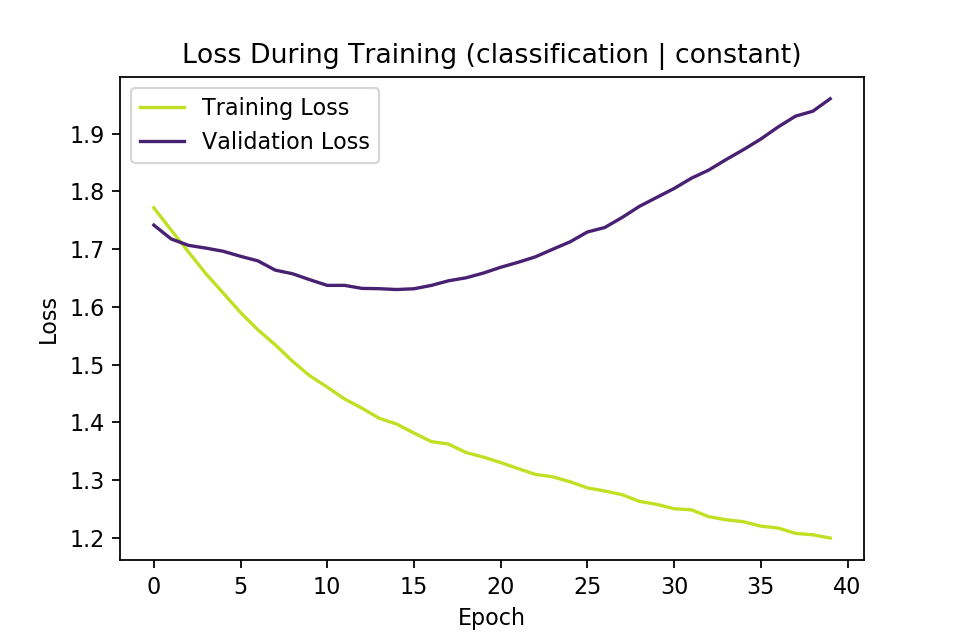 Loss During Training (classification | constant)
Training Loss
Validation Loss
1.9
1.8
1.7
1.6
1.5
1.4
1.3
1.2
Loss
0 5 10 15 20 25 30 35 40
Epoch